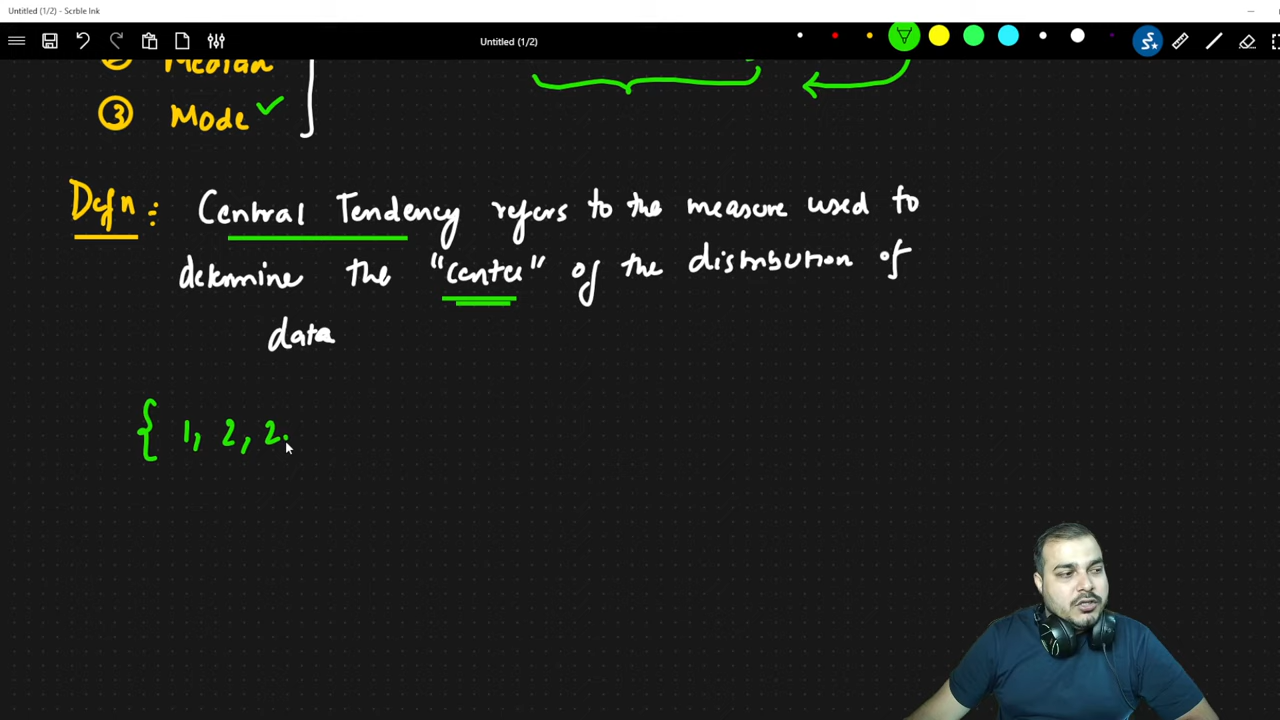 Untitled (1/2) - Scrble Ink
Untitled (1/2)
② Median
③ Mode ✓
Defn : Central Tendency refers to the measure used to
determine the "center" of the distribution of
data
{ 1, 2, 2.